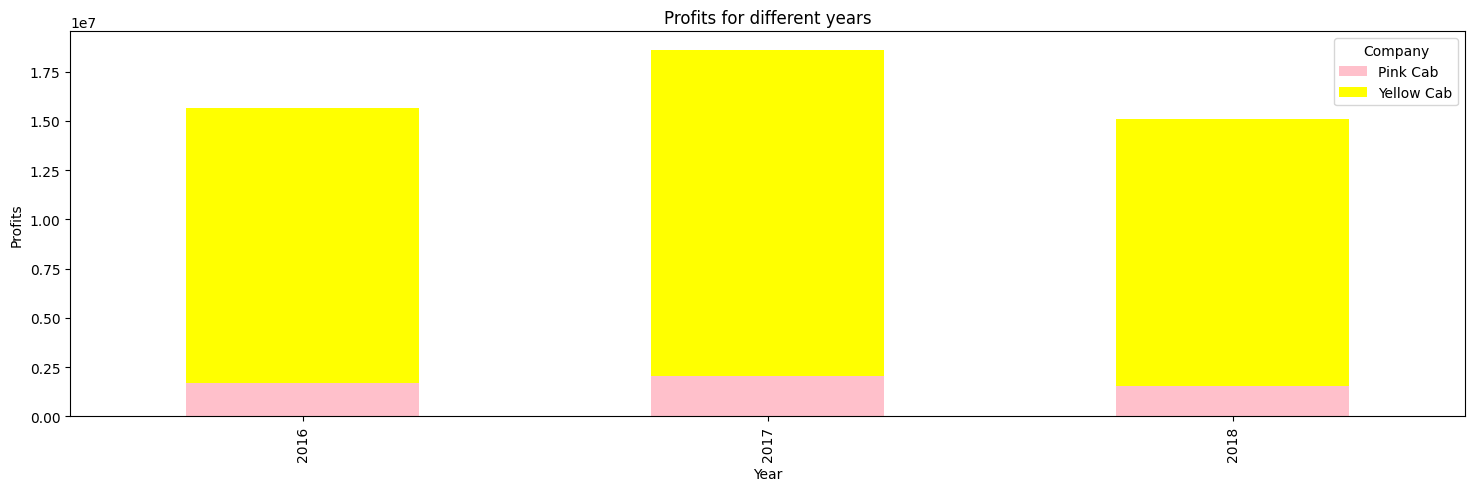 Profits for different years
1e7
Company
Pink Cab
Yellow Cab
1.75
1.50
1.25
1.00
0.75
0.50
0.25
0.00
Profits
2016
2017
2018
Year